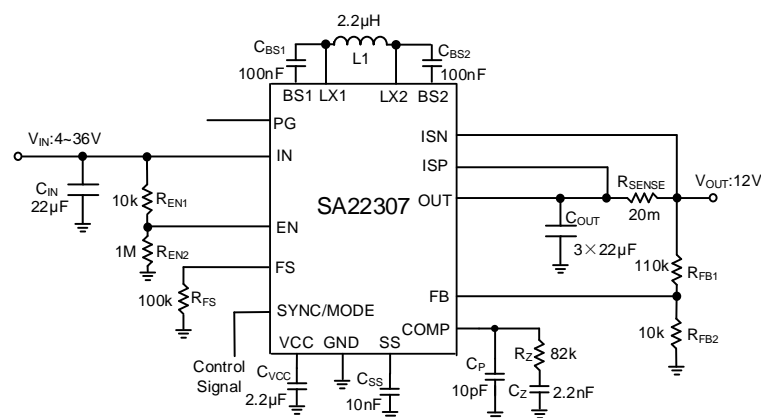 2.2μH
L1
CBS1
100nF
CBS2
100nF
BS1 LX1 LX2 BS2
PG
VIN:4~36V
IN
CIN
22μF
10k REN1
EN
1M REN2
FS
100k RFS
SYNC/MODE
Control
Signal
SA22307
ISN
ISP
OUT
RSENSE
20m
VOUT:12V
COUT
3×22μF
110k RFB1
FB
10k RFB2
COMP
VCC GND SS
CVCC
2.2μF
CSS
10nF
CP
10pF
RZ 82k
CZ 2.2nF